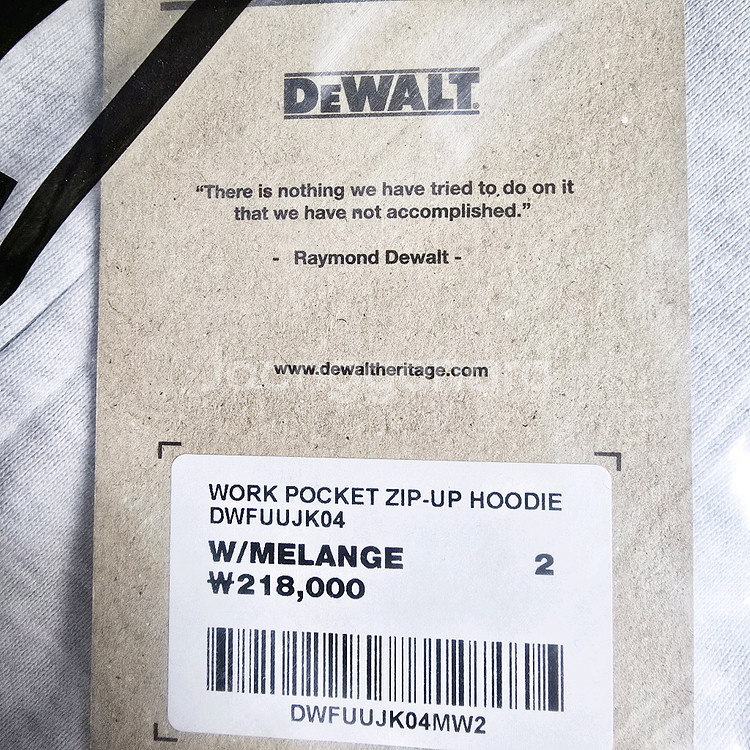 DEWALT®
“There is nothing we have tried to do on it
that we have not accomplished.”
- Raymond Dewalt -
www.dewaltheritage.com
WORK POCKET ZIP-UP HOODIE
DWFUUJK04
W/MELANGE 2
₩218,000
DWFUUJK04MW2